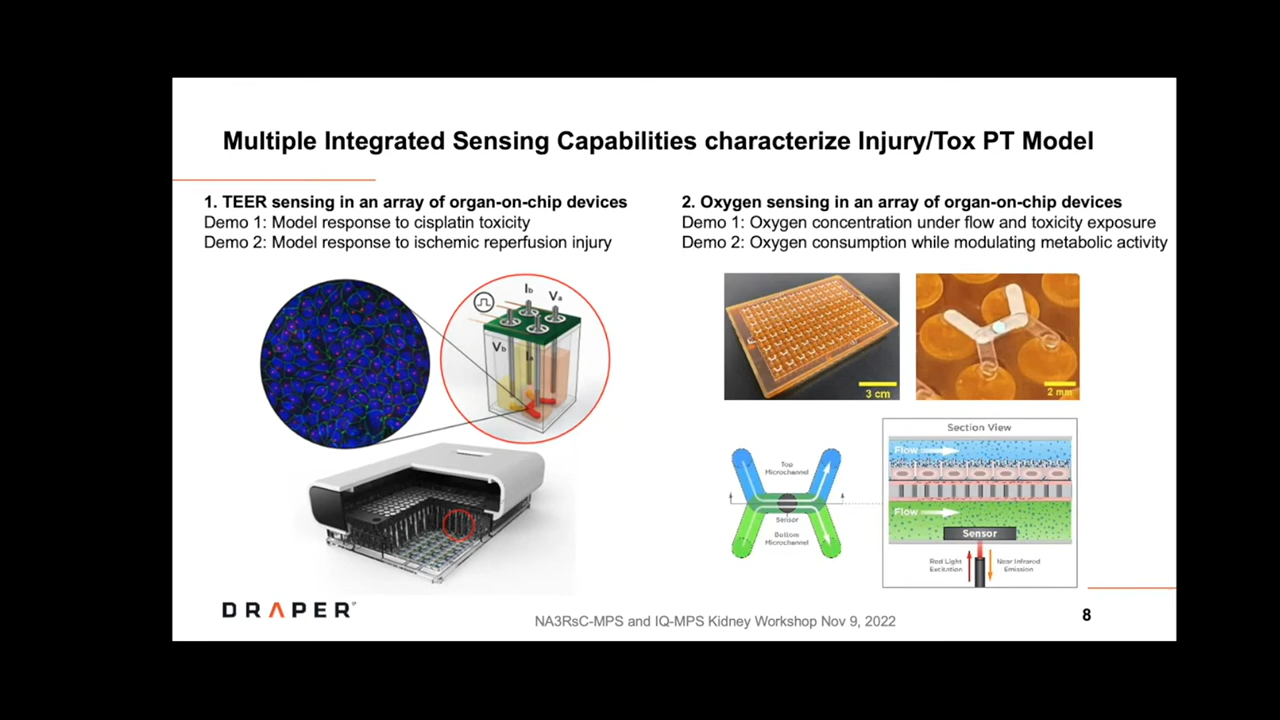 Multiple Integrated Sensing Capabilities characterize Injury/Tox PT Model
1. TEER sensing in an array of organ-on-chip devices
Demo 1: Model response to cisplatin toxicity
Demo 2: Model response to ischemic reperfusion injury
2. Oxygen sensing in an array of organ-on-chip devices
Demo 1: Oxygen concentration under flow and toxicity exposure
Demo 2: Oxygen consumption while modulating metabolic activity
Ib
Va
Vb
3 cm
2 mm
Top
Microchannel
Sensor
Bottom
Microchannel
Section View
Flow
Flow
Sensor
Red Light
Excitation
Near Infrared
Emission
DRAPER
NA3RsC-MPS and IQ-MPS Kidney Workshop Nov 9, 2022
8